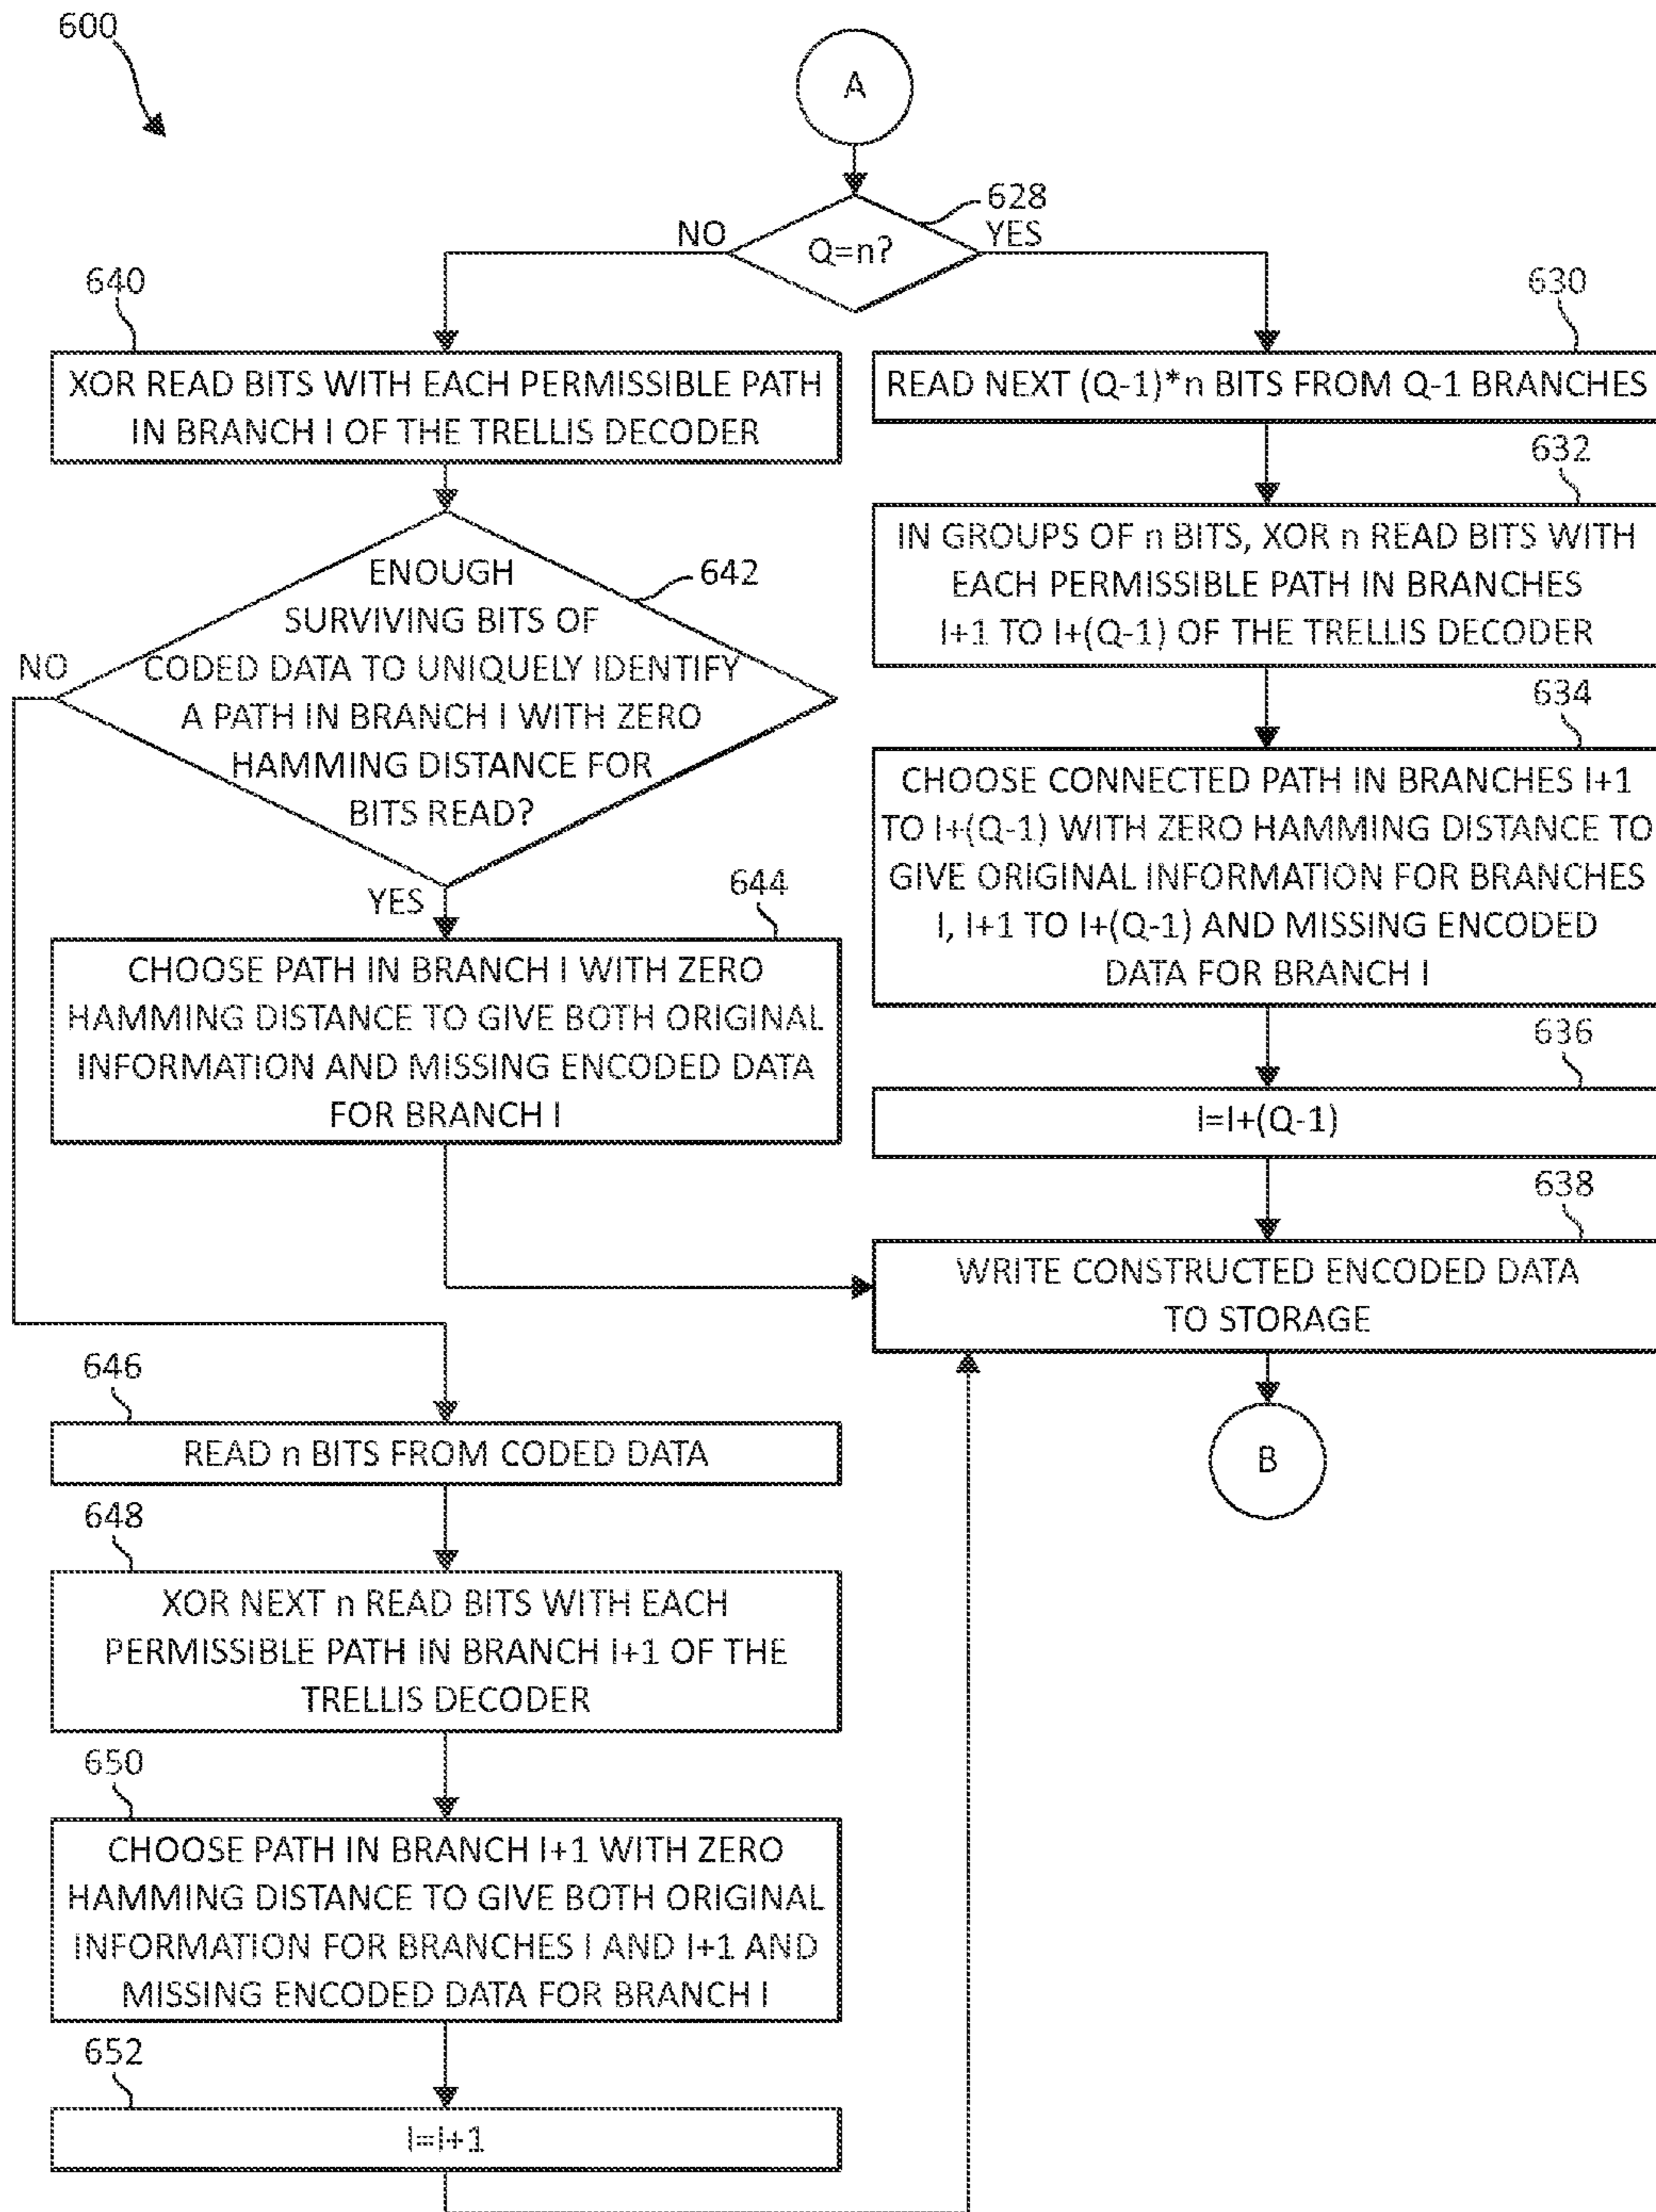 600
A
628
Q=n?
NO
YES
640
XOR READ BITS WITH EACH PERMISSIBLE PATH
IN BRANCH I OF THE TRELLIS DECODER
642
ENOUGH
SURVIVING BITS OF
CODED DATA TO UNIQUELY IDENTIFY
A PATH IN BRANCH I WITH ZERO
HAMMING DISTANCE FOR
BITS READ?
NO
YES
644
CHOOSE PATH IN BRANCH I WITH ZERO
HAMMING DISTANCE TO GIVE BOTH ORIGINAL
INFORMATION AND MISSING ENCODED DATA
FOR BRANCH I
646
READ n BITS FROM CODED DATA
648
XOR NEXT n READ BITS WITH EACH
PERMISSIBLE PATH IN BRANCH I+1 OF THE
TRELLIS DECODER
650
CHOOSE PATH IN BRANCH I+1 WITH ZERO
HAMMING DISTANCE TO GIVE BOTH ORIGINAL
INFORMATION FOR BRANCHES I AND I+1 AND
MISSING ENCODED DATA FOR BRANCH I
652
I=I+1
630
READ NEXT (Q-1)*n BITS FROM Q-1 BRANCHES
632
IN GROUPS OF n BITS, XOR n READ BITS WITH
EACH PERMISSIBLE PATH IN BRANCHES
I+1 TO I+(Q-1) OF THE TRELLIS DECODER
634
CHOOSE CONNECTED PATH IN BRANCHES I+1
TO I+(Q-1) WITH ZERO HAMMING DISTANCE TO
GIVE ORIGINAL INFORMATION FOR BRANCHES
I, I+1 TO I+(Q-1) AND MISSING ENCODED
DATA FOR BRANCH I
636
I=I+(Q-1)
638
WRITE CONSTRUCTED ENCODED DATA
TO STORAGE
B